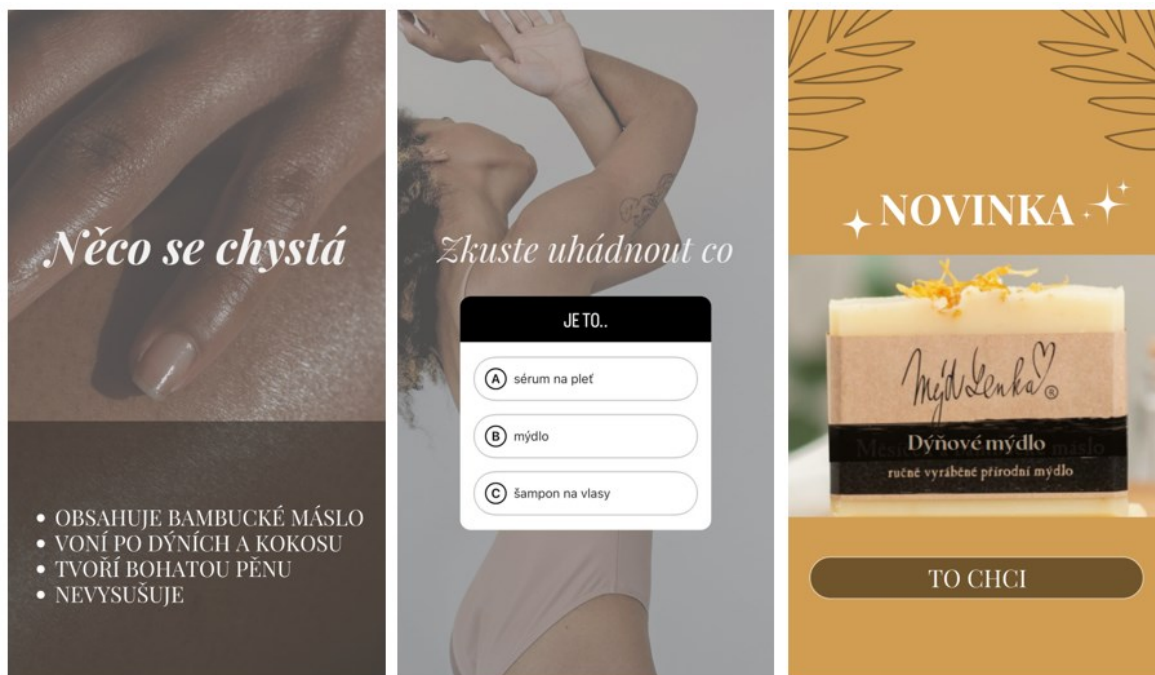 Něco se chystá
• OBSAHUJE BAMBUCKÉ MÁSLO
• VONÍ PO DÝNÍCH A KOKOSU
• TVOŘÍ BOHATOU PĚNU
• NEVYSUŠUJE
Zkuste uhádnout co
JE TO..
A sérum na pleť
B mýdlo
C šampon na vlasy
NOVINKA
MýdLenka®
Dýňové mýdlo
máslo
ručně vyráběné přírodní mýdlo
TO CHCI